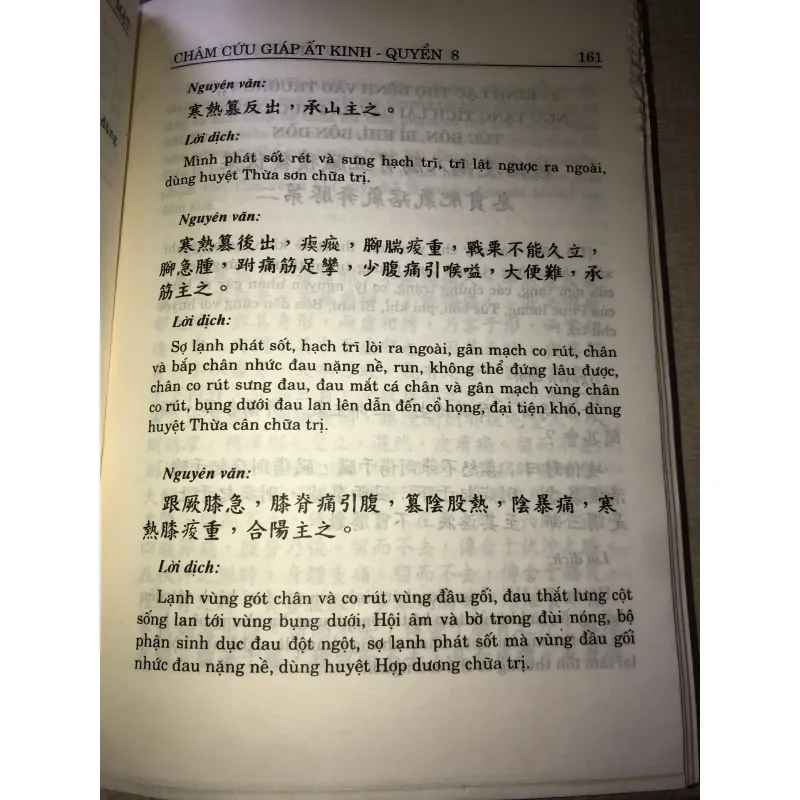 CHÂM CỨU GIÁP ẤT KINH - QUYỂN 8 161
Nguyên văn:
寒熱篡反出，承山主之。
Lời dịch:
Mình phát sốt rét và sưng hạch trĩ, trĩ lật ngược ra ngoài,
dùng huyệt Thừa sơn chữa trị.
Nguyên văn:
寒熱篡後出，瘈瘲，腳腨痠重，戰栗不能久立，
腳急腫，跗痛筋足攣，少腹痛引喉嗌，大便難，承
筋主之。
Lời dịch:
Sợ lạnh phát sốt, hạch trĩ lòi ra ngoài, gân mạch co rút, chân
và bắp chân nhức đau nặng nề, run, không thể đứng lâu được,
chân co rút sưng đau, đau mắt cá chân và gân mạch vùng chân
co rút, bụng dưới đau lan lên dẫn đến cổ họng, đại tiện khó, dùng
huyệt Thừa cân chữa trị.
Nguyên văn:
跟厥膝急，膝脊痛引腹，篡陰股熱，陰暴痛，寒
熱膝痠重，合陽主之。
Lời dịch:
Lạnh vùng gót chân và co rút vùng đầu gối, đau thắt lưng cột
sống lan tới vùng bụng dưới, Hội âm và bờ trong đùi nóng, bộ
phận sinh dục đau đột ngột, sợ lạnh phát sốt mà vùng đầu gối
nhức đau nặng nề, dùng huyệt Hợp dương chữa trị.